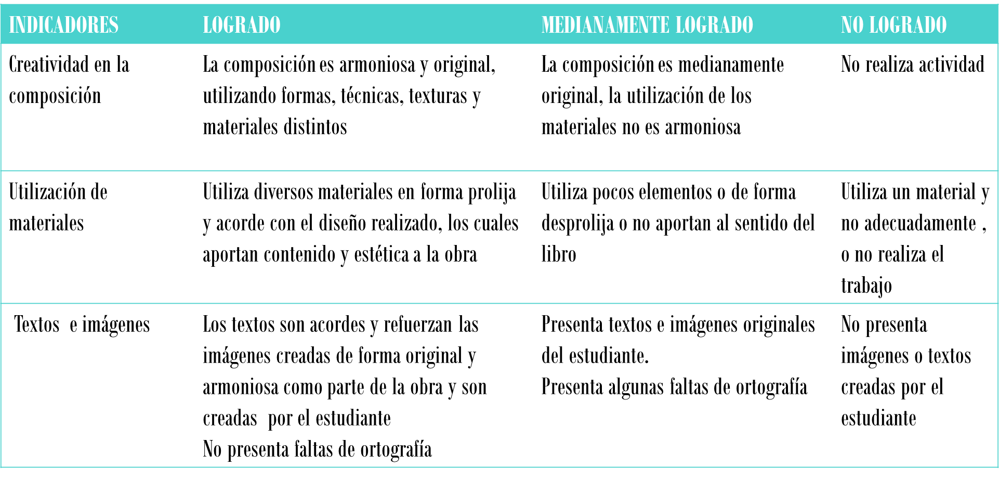 INDICADORES
LOGRADO
MEDIANAMENTE LOGRADO
NO LOGRADO
Creatividad en la
composición
La composición es armoniosa y original,
utilizando formas, técnicas, texturas y
materiales distintos
La composición es medianamente
original, la utilización de los
materiales no es armoniosa
No realiza actividad
Utilización de
materiales
Utiliza diversos materiales en forma prolija
y acorde con el diseño realizado, los cuales
aportan contenido y estética a la obra
Utiliza pocos elementos o de forma
desprolija o no aportan al sentido del
libro
Utiliza un material y
no adecuadamente ,
o no realiza el
trabajo
Textos e imágenes
Los textos son acordes y refuerzan las
imágenes creadas de forma original y
armoniosa como parte de la obra y son
creadas por el estudiante
No presenta faltas de ortografía
Presenta textos e imágenes originales
del estudiante.
Presenta algunas faltas de ortografía
No presenta
imágenes o textos
creadas por el
estudiante